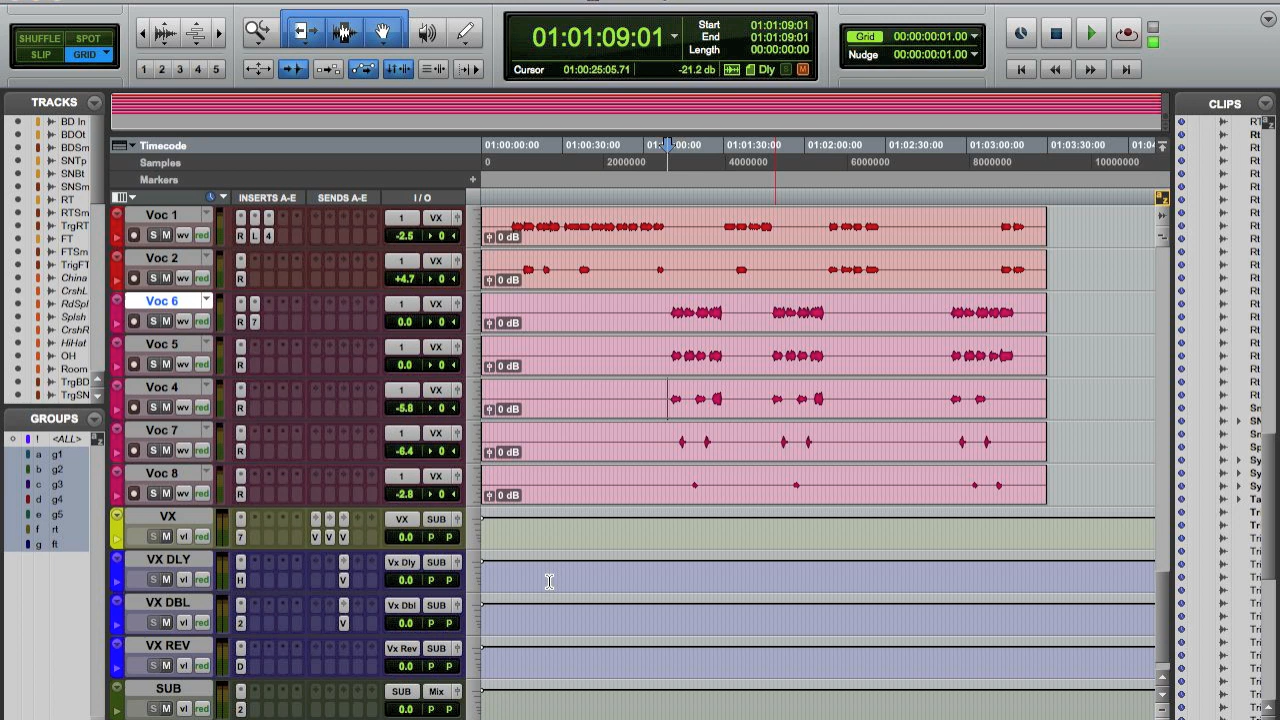 SHUFFLE SPOT
SLIP GRID
1 2 3 4 5
01:01:09:01
Start 01:01:09:01
End 01:01:09:01
Length 00:00:00:00
Cursor 01:00:25:05.71 -21.2 db Dly S M
Grid 00:00:00:01.00
Nudge 00:00:00:01.00
TRACKS
BD In
BDOt
BDSm
SNTp
SNBt
SNSm
RT
RTSm
TrgRT
FT
FTSm
TrigFT
China
CrshL
RdSpl
Splsh
CrshR
HiHat
OH
Room
TrgBD
TrgSN
GROUPS
! <ALL>
a g1
b g2
c g3
d g4
e g5
f rt
g ft
Timecode 01:00:00:00 01:00:30:00 01:01:30:00 01:02:00:00 01:02:30:00 01:03:00:00 01:03:30:00
Samples 0 2000000 4000000 6000000 8000000 10000000
Markers +
INSERTS A-E SENDS A-E I / O
Voc 1 1 VX
S M wv red R L 4 -2.5 0 0 dB
Voc 2 1 VX
S M wv red R +4.7 0 0 dB
Voc 6 1 VX
S M wv red R 7 0.0 0 0 dB
Voc 5 1 VX
S M wv red R 0.0 0 0 dB
Voc 4 1 VX
S M wv red R -5.8 0 0 dB
Voc 7 1 VX
S M wv red R -6.4 0 0 dB
Voc 8 1 VX
S M wv red R -2.8 0 0 dB
VX VX SUB
S M vl red 7 V V V 0.0 P P
VX DLY Vx Dly SUB
S M vl red H V 0.0 P P
VX DBL Vx Dbl SUB
S M vl red 2 V 0.0 P P
VX REV Vx Rev SUB
S M vl red D 0.0 P P
SUB SUB Mix
S M vl red 2 0.0 P P
CLIPS